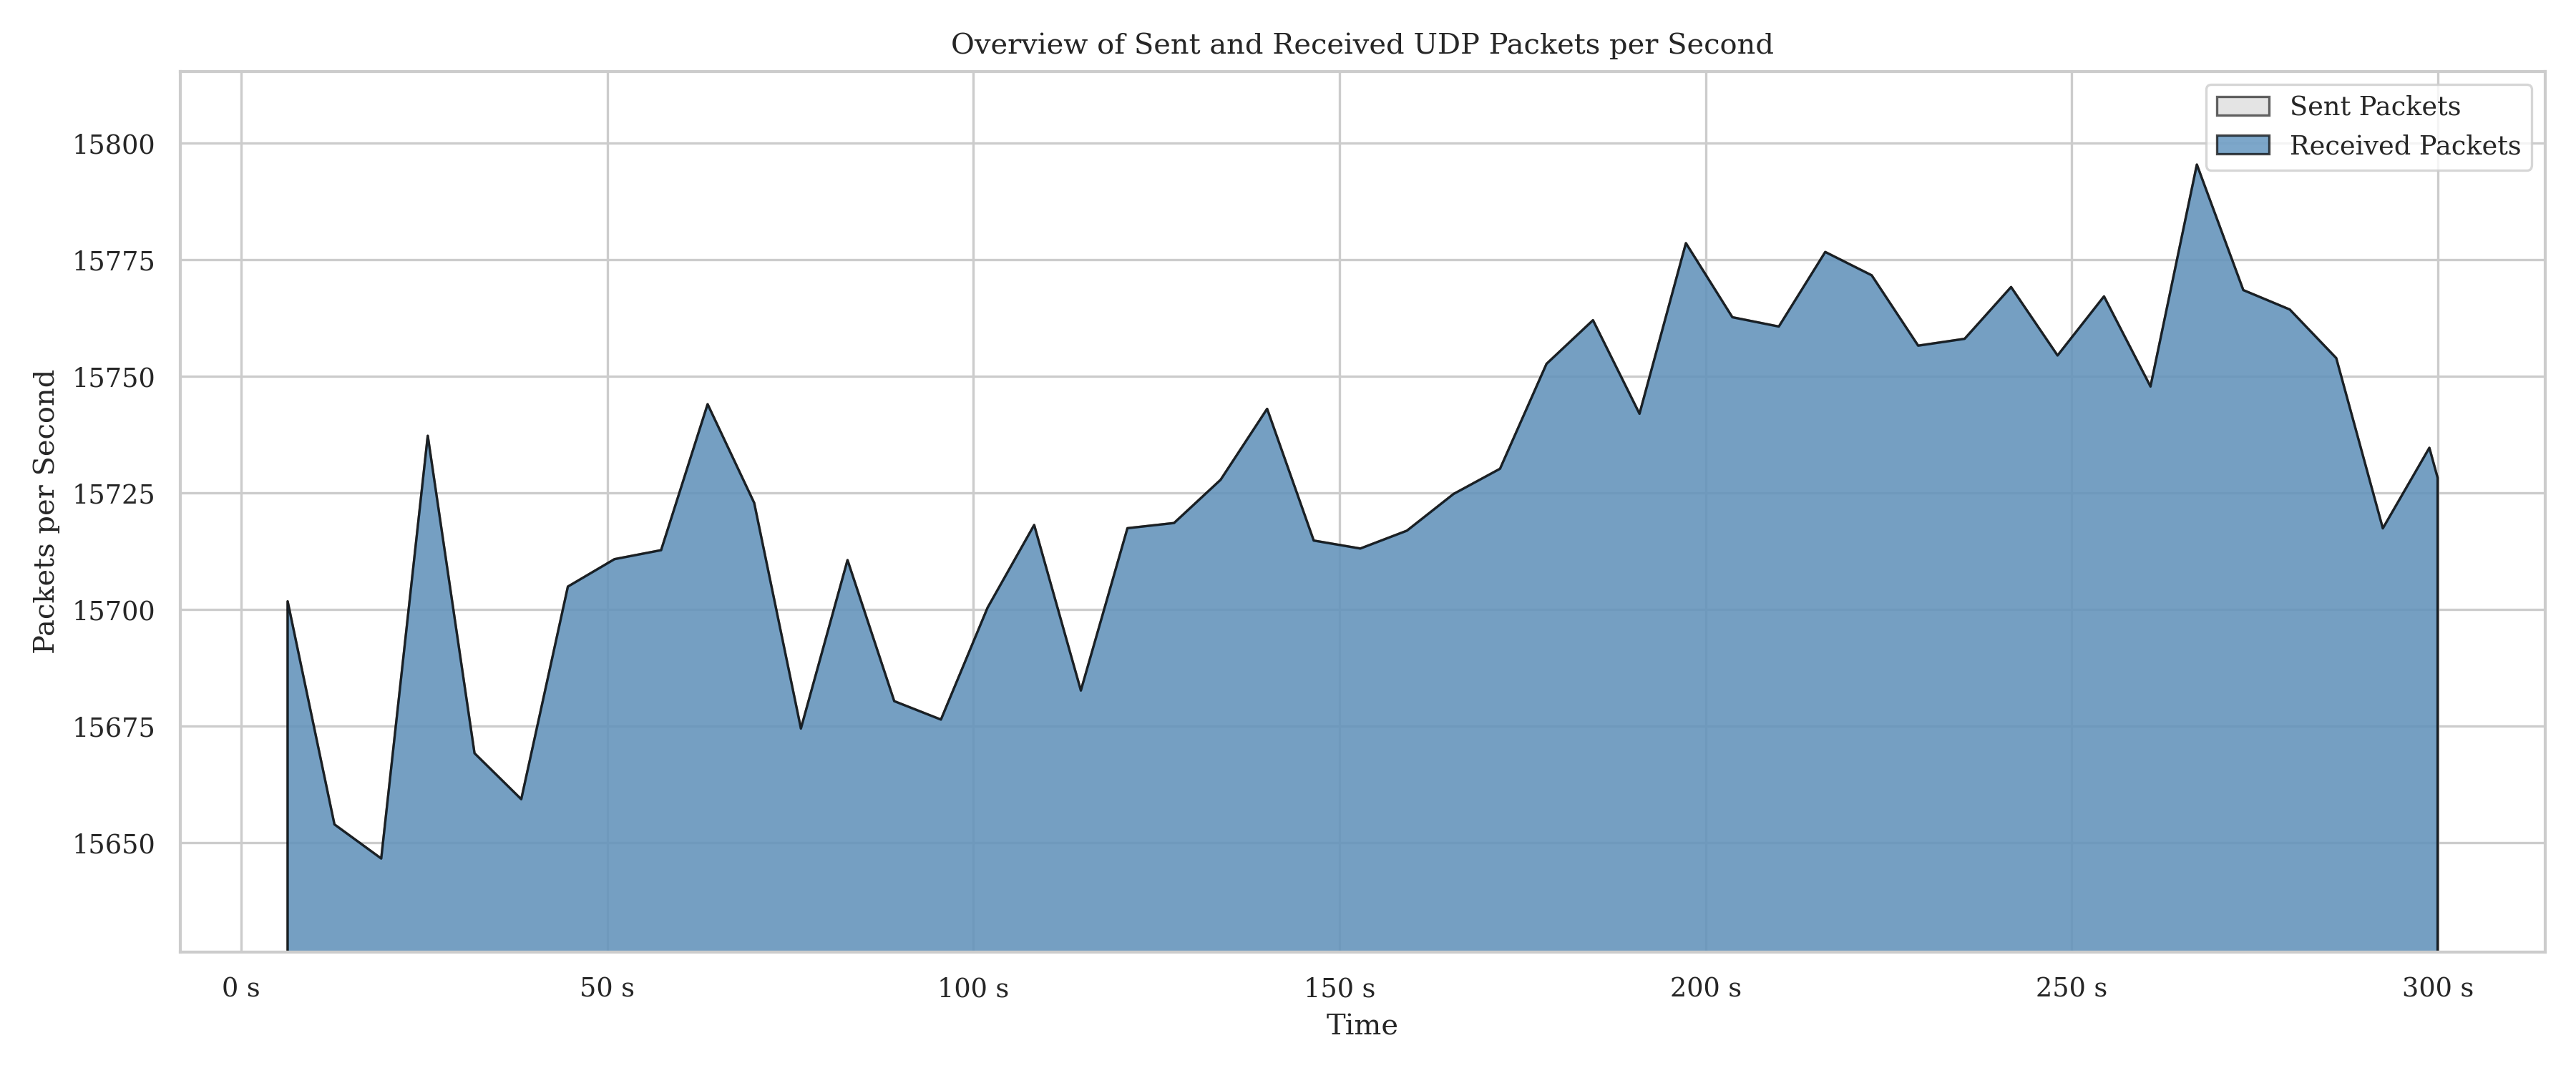 Overview of Sent and Received UDP Packets per Second
Sent Packets
Received Packets
Packets per Second
15800
15775
15750
15725
15700
15675
15650
0 s
50 s
100 s
150 s
200 s
250 s
300 s
Time